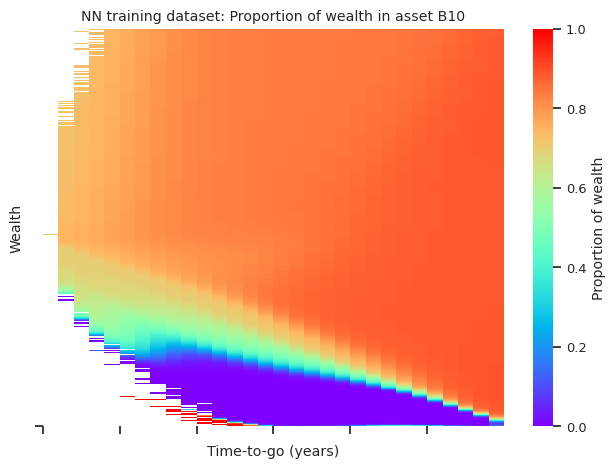 NN training dataset: Proportion of wealth in asset B10
Wealth
Time-to-go (years)
1.0
0.8
0.6
0.4
0.2
0.0
Proportion of wealth